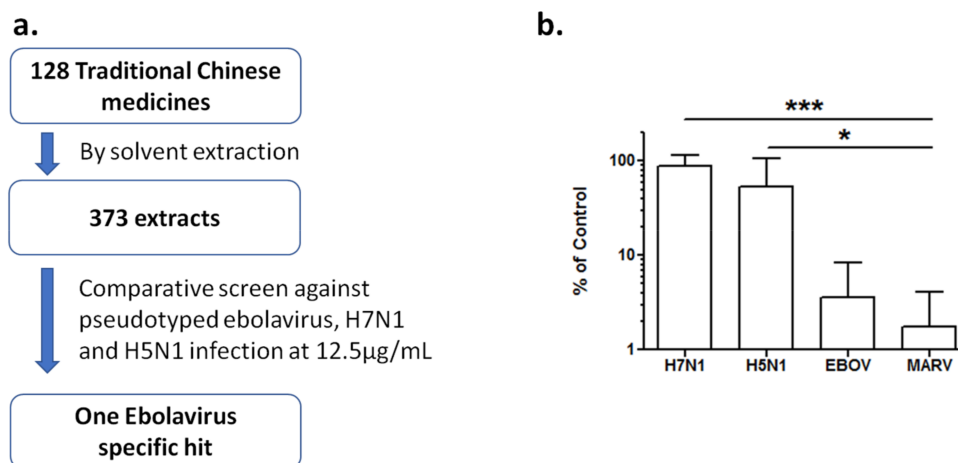 a.
128 Traditional Chinese
medicines
By solvent extraction
373 extracts
Comparative screen against
pseudotyped ebolavirus, H7N1
and H5N1 infection at 12.5µg/mL
One Ebolavirus
specific hit
b.
***
*
% of Control
100
10
1
H7N1 H5N1 EBOV MARV